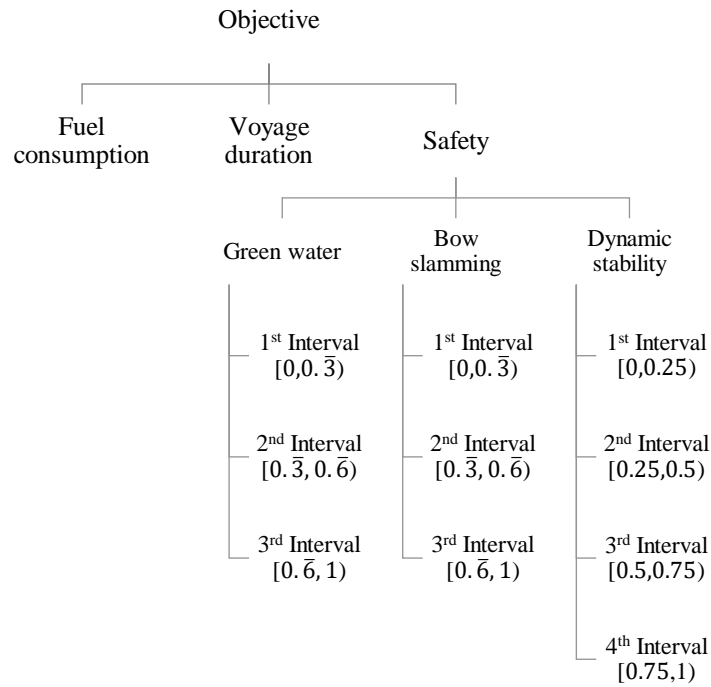 Objective
Fuel
consumption
Voyage
duration
Safety
Green water
Bow
slamming
Dynamic
stability
1st Interval
[0,0.3̅)
2nd Interval
[0.3̅, 0.6̅)
3rd Interval
[0.6̅, 1)
1st Interval
[0,0.3̅)
2nd Interval
[0.3̅, 0.6̅)
3rd Interval
[0.6̅, 1)
1st Interval
[0,0.25)
2nd Interval
[0.25,0.5)
3rd Interval
[0.5,0.75)
4th Interval
[0.75,1)